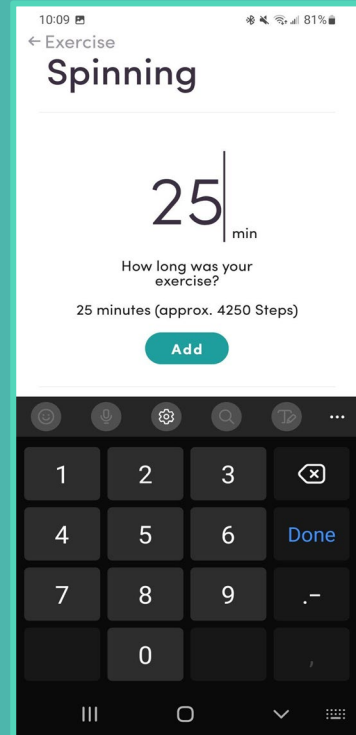 10:09 81%
← Exercise
Spinning
25 min
How long was your
exercise?
25 minutes (approx. 4250 Steps)
Add
1 2 3
4 5 6 Done
7 8 9 .-
0 ,